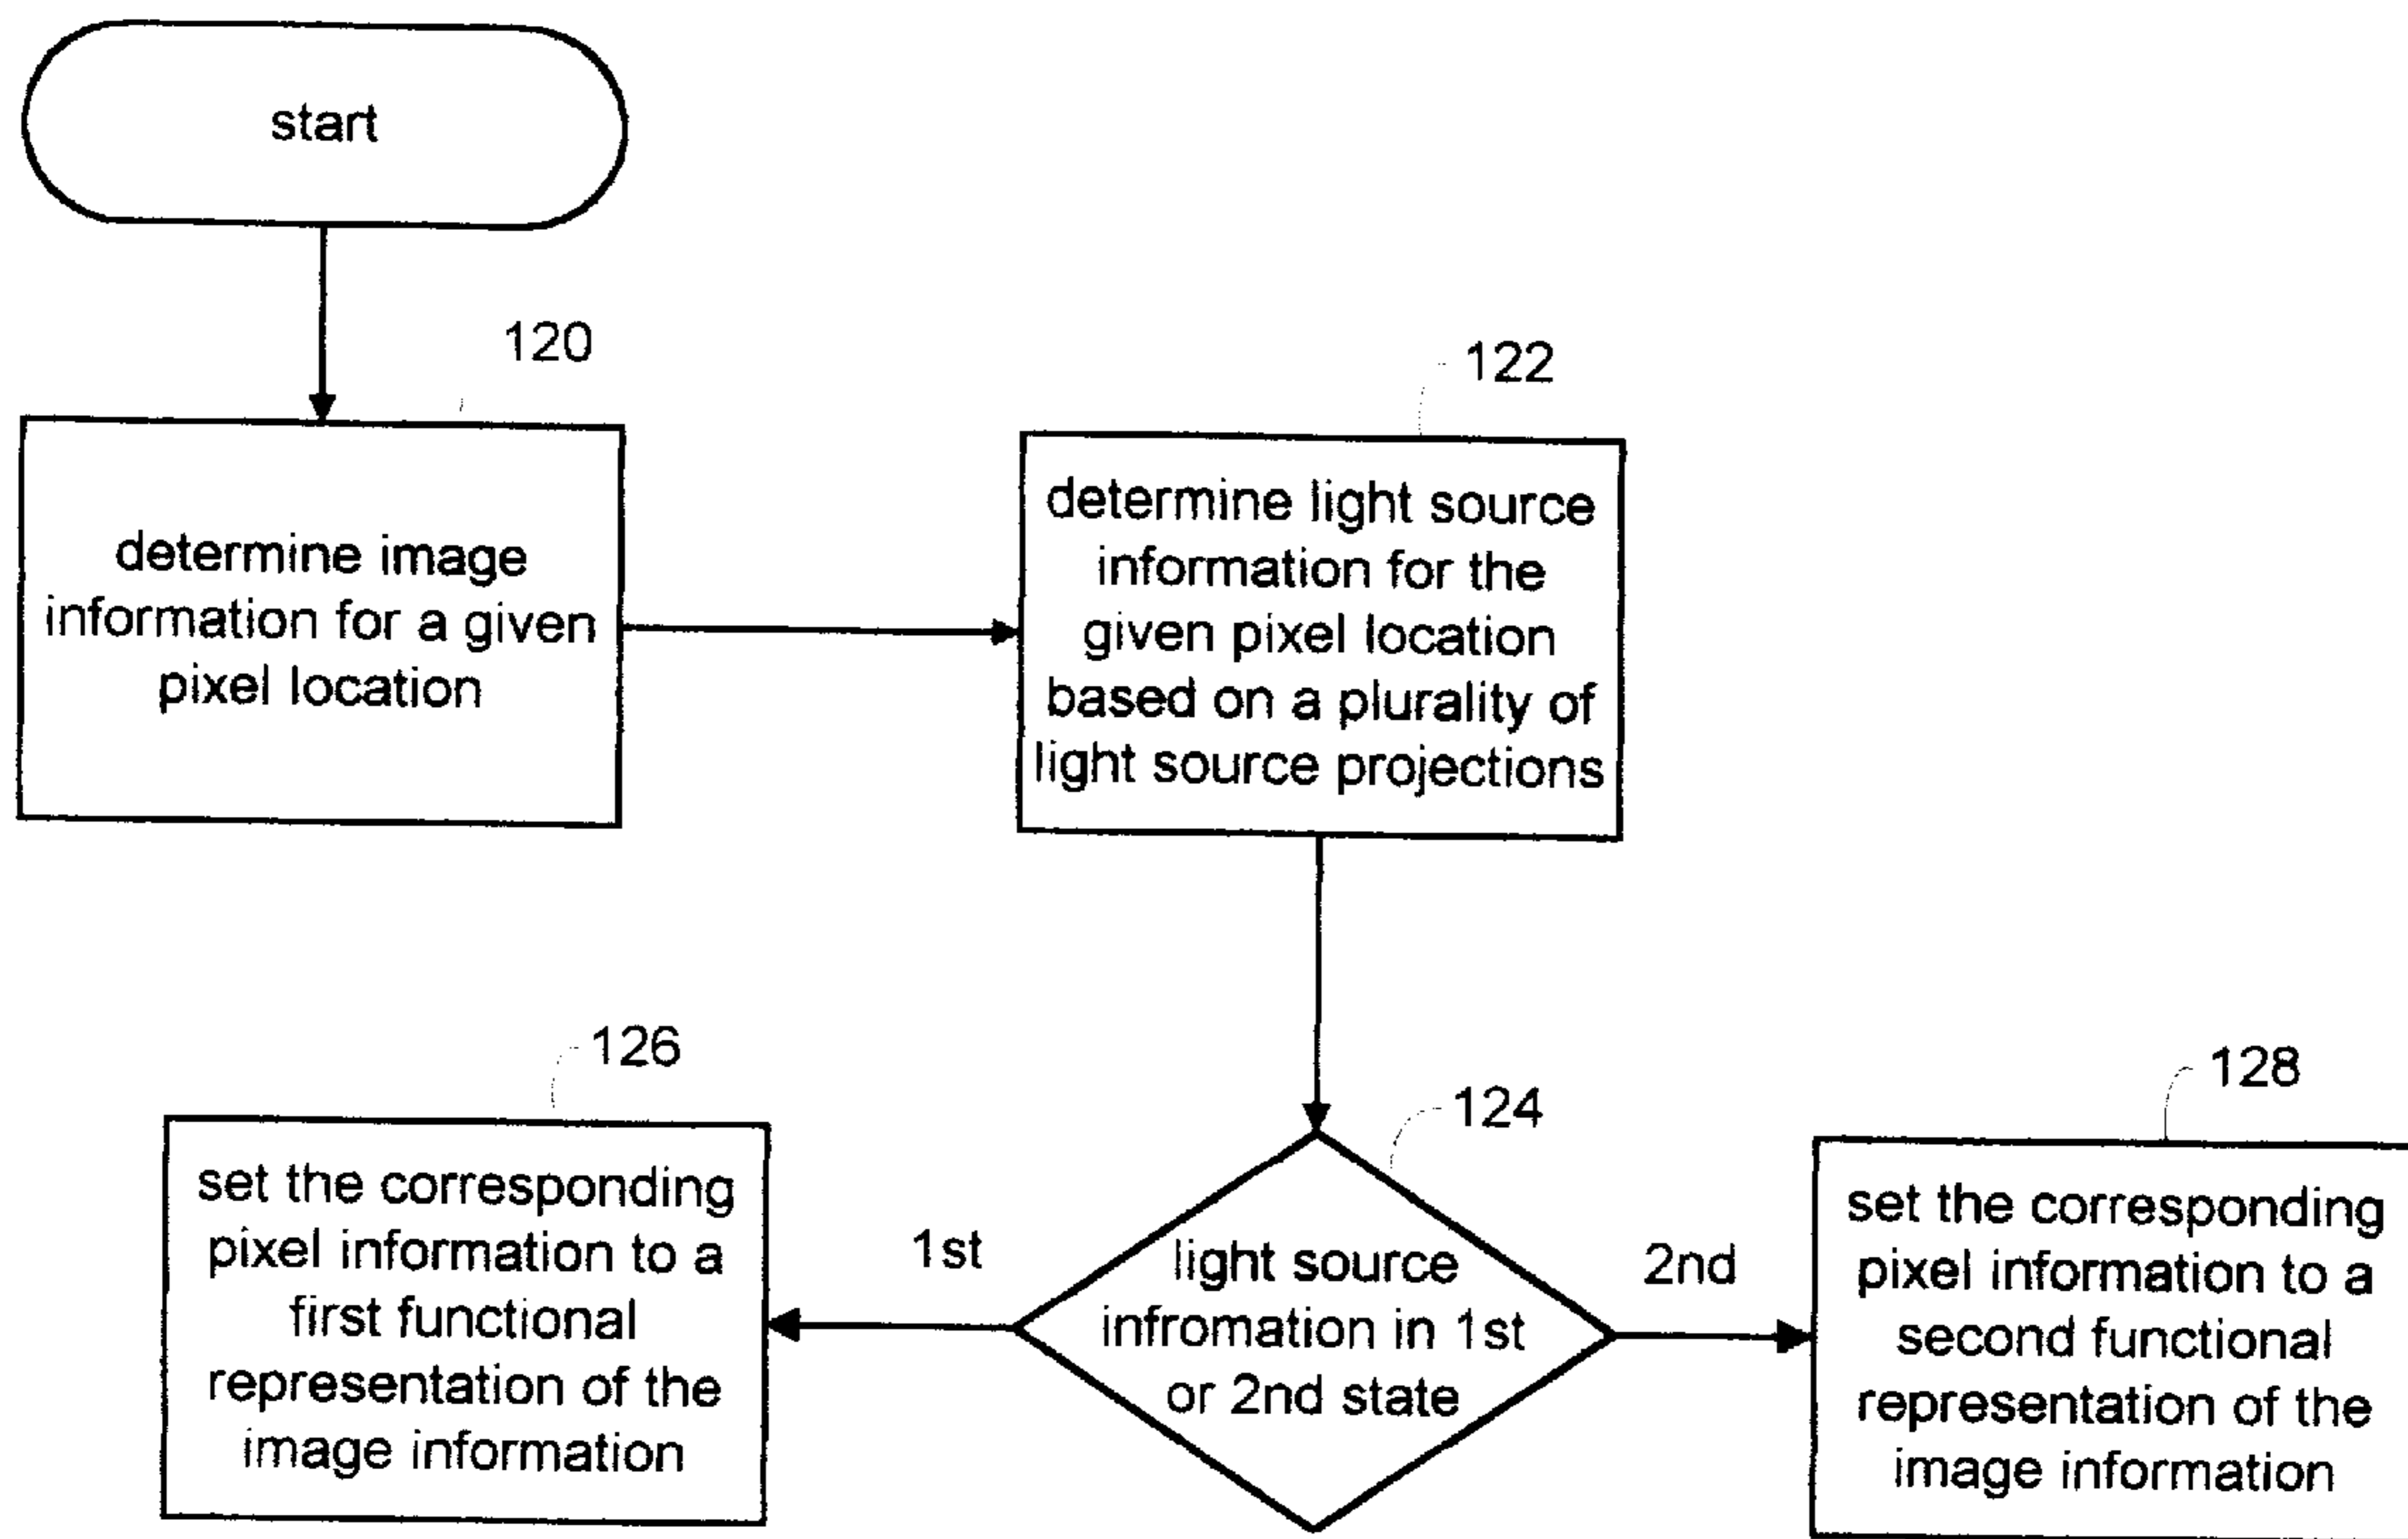 start
120
determine image
information for a given
pixel location
122
determine light source
information for the
given pixel location
based on a plurality of
light source projections
124
light source
infromation in 1st
or 2nd state
1st
126
set the corresponding
pixel information to a
first functional
representation of the
image information
2nd
128
set the corresponding
pixel information to a
second functional
representation of the
image information